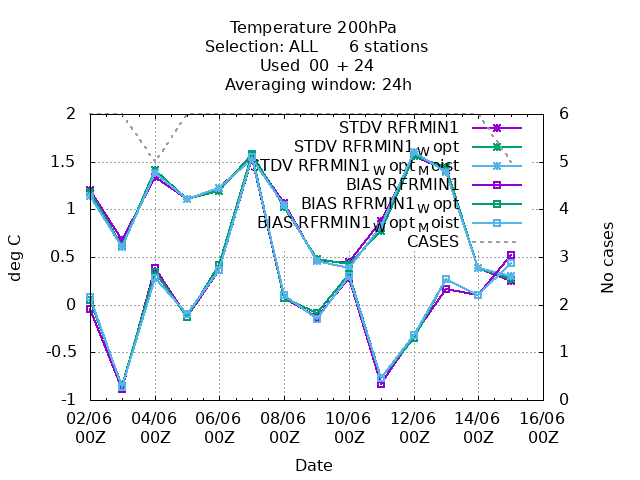 Temperature 200hPa
Selection: ALL 6 stations
Used 00 + 24
Averaging window: 24h
STDV RFRMIN1
STDV RFRMIN1_W opt
STDV RFRMIN1_W opt_M oist
BIAS RFRMIN1
BIAS RFRMIN1_W opt
BIAS RFRMIN1_W opt_M oist
CASES
deg C
2
1.5
1
0.5
0
-0.5
-1
No cases
6
5
4
3
2
1
0
02/06 04/06 06/06 08/06 10/06 12/06 14/06 16/06
00Z 00Z 00Z 00Z 00Z 00Z 00Z 00Z
Date